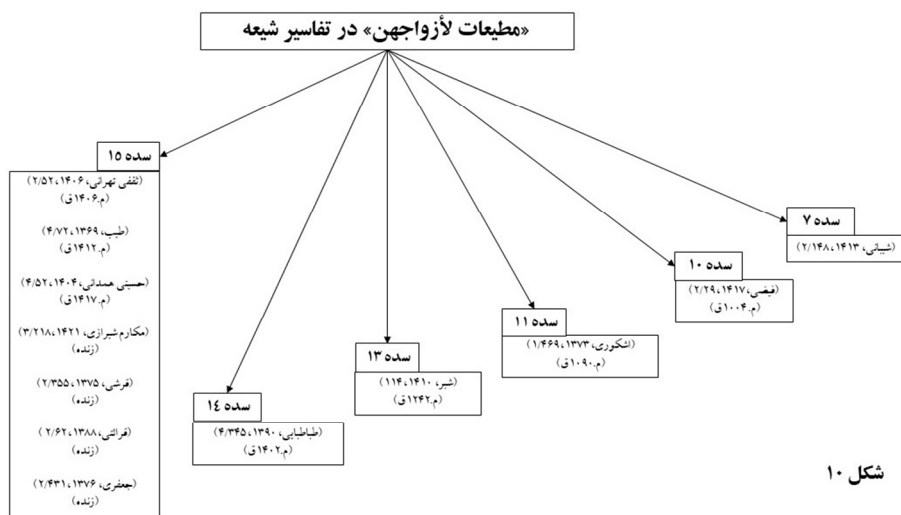 «مطیعات لأزواجهن» در تفاسیر شیعه
سده ۷
(شیبانی، ۱۴۱۳، ۲/۱۴۸)
سده ۱۰
(فیضی، ۱۴۱۷، ۲/۲۹)
(م.۱۰۰۴ق)
سده ۱۱
(اشکوری، ۱۳۷۳، ۱/۴۶۹)
(م.۱۰۹۰ق)
سده ۱۳
(شبر، ۱۴۱۰، ۱۱۴)
(م.۱۲۴۲ق)
سده ۱۴
(طباطبایی، ۱۳۹۰، ۴/۳۴۵)
(م.۱۴۰۲ق)
سده ۱۵
(ثقفی تهرانی، ۱۴۰۶، ۲/۵۲)
(م.۱۴۰۶ق)
(طیب، ۱۳۶۹، ۴/۷۲)
(م.۱۴۱۲ق)
(حسینی همدانی، ۱۴۰۴، ۴/۵۲)
(م.۱۴۱۷ق)
(مکارم شیرازی، ۱۴۲۱، ۳/۲۱۸)
(زنده)
(قرشی، ۱۳۷۵، ۲/۳۵۵)
(زنده)
(قرائتی، ۱۳۸۸، ۲/۶۲)
(زنده)
(جعفری، ۱۳۷۶، ۲/۴۳۱)
(زنده)
شکل ۱۰